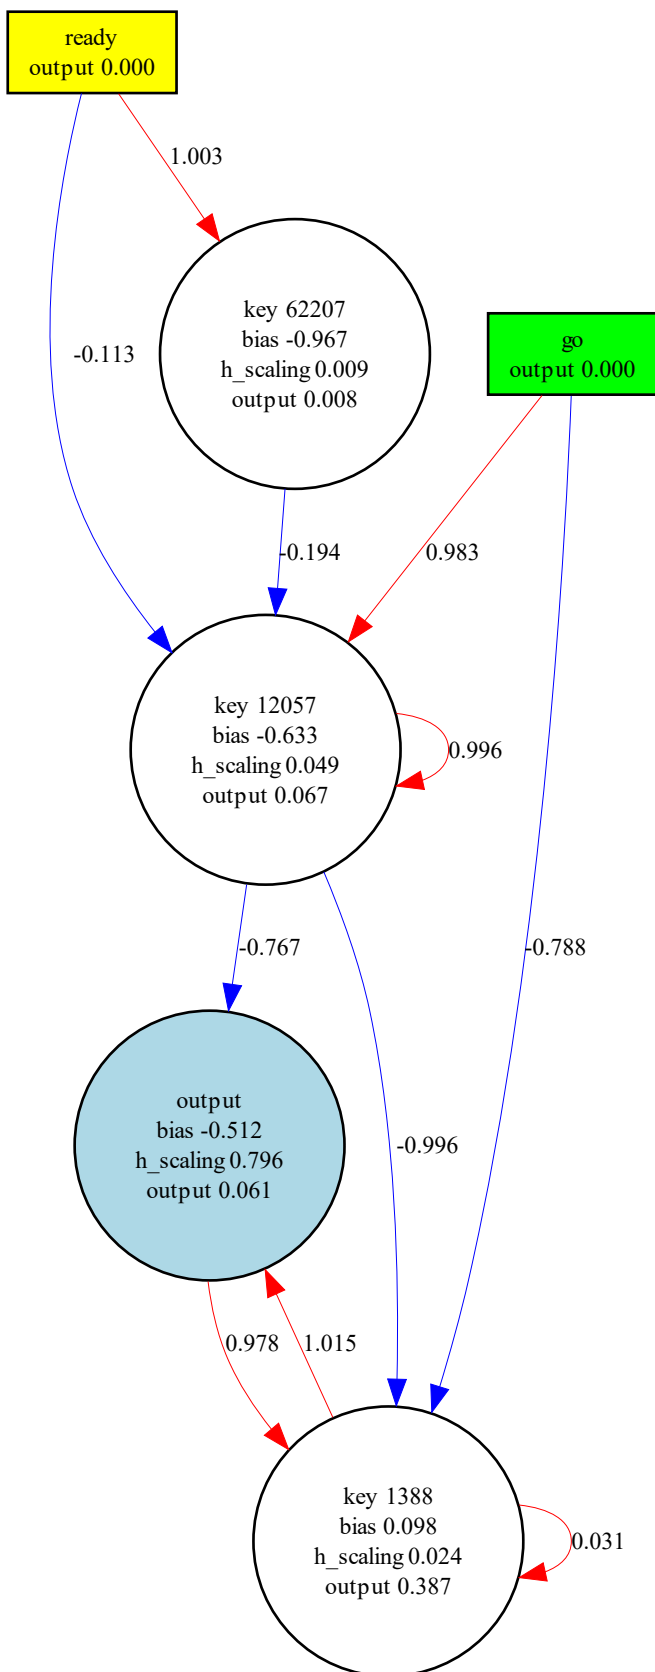 ready
output 0.000
1.003
-0.113
key 62207
bias -0.967
h_scaling 0.009
output 0.008
go
output 0.000
-0.194
0.983
key 12057
bias -0.633
h_scaling 0.049
output 0.067
0.996
-0.767
-0.788
output
bias -0.512
h_scaling 0.796
output 0.061
-0.996
0.978
1.015
key 1388
bias 0.098
h_scaling 0.024
output 0.387
0.031